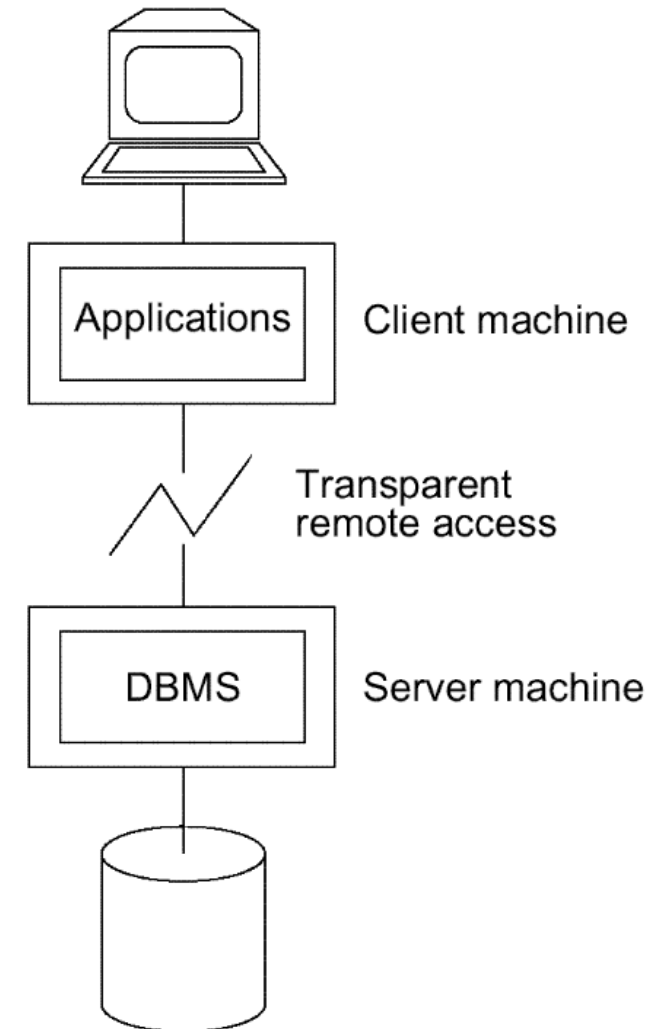 Applications
Client machine
Transparent
remote access
DBMS
Server machine